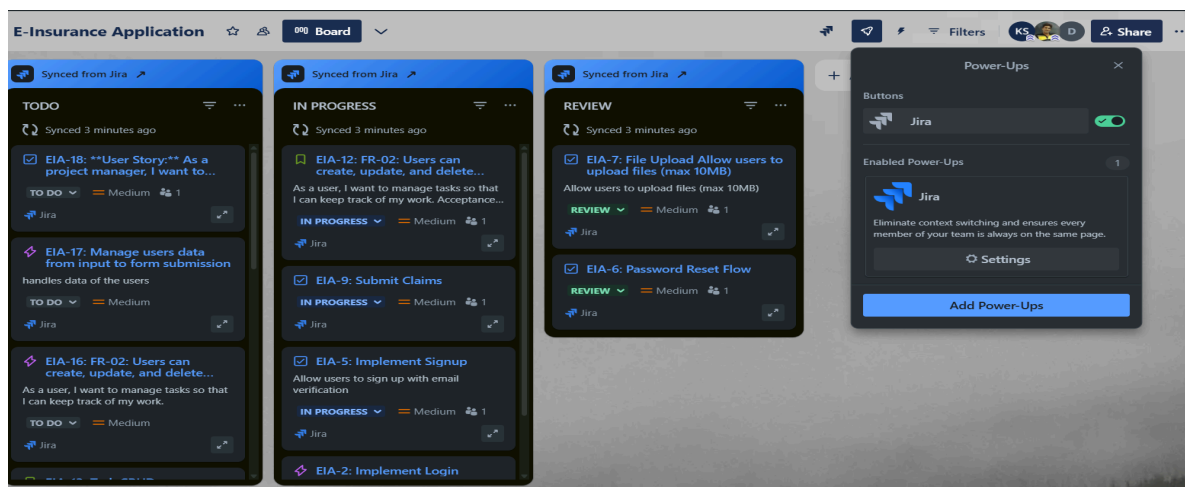 E-Insurance Application
Board
Filters
KS
D
Share
Synced from Jira
TODO
Synced 3 minutes ago
EIA-18: **User Story:** As a
project manager, I want to...
TO DO
Medium
1
Jira
EIA-17: Manage users data
from input to form submission
handles data of the users
TO DO
Medium
Jira
EIA-16: FR-02: Users can
create, update, and delete...
As a user, I want to manage tasks so that
I can keep track of my work.
TO DO
Medium
Jira
Synced from Jira
IN PROGRESS
Synced 3 minutes ago
EIA-12: FR-02: Users can
create, update, and delete...
As a user, I want to manage tasks so that
I can keep track of my work. Acceptance...
IN PROGRESS
Medium
1
Jira
EIA-9: Submit Claims
IN PROGRESS
Medium
1
Jira
EIA-5: Implement Signup
Allow users to sign up with email
verification
IN PROGRESS
Medium
1
Jira
EIA-2: Implement Login
Synced from Jira
REVIEW
Synced 3 minutes ago
EIA-7: File Upload Allow users to
upload files (max 10MB)
Allow users to upload files (max 10MB)
REVIEW
Medium
1
Jira
EIA-6: Password Reset Flow
REVIEW
Medium
1
Jira
Power-Ups
Buttons
Jira
Enabled Power-Ups
1
Jira
Eliminate context switching and ensures every
member of your team is always on the same page.
Settings
Add Power-Ups